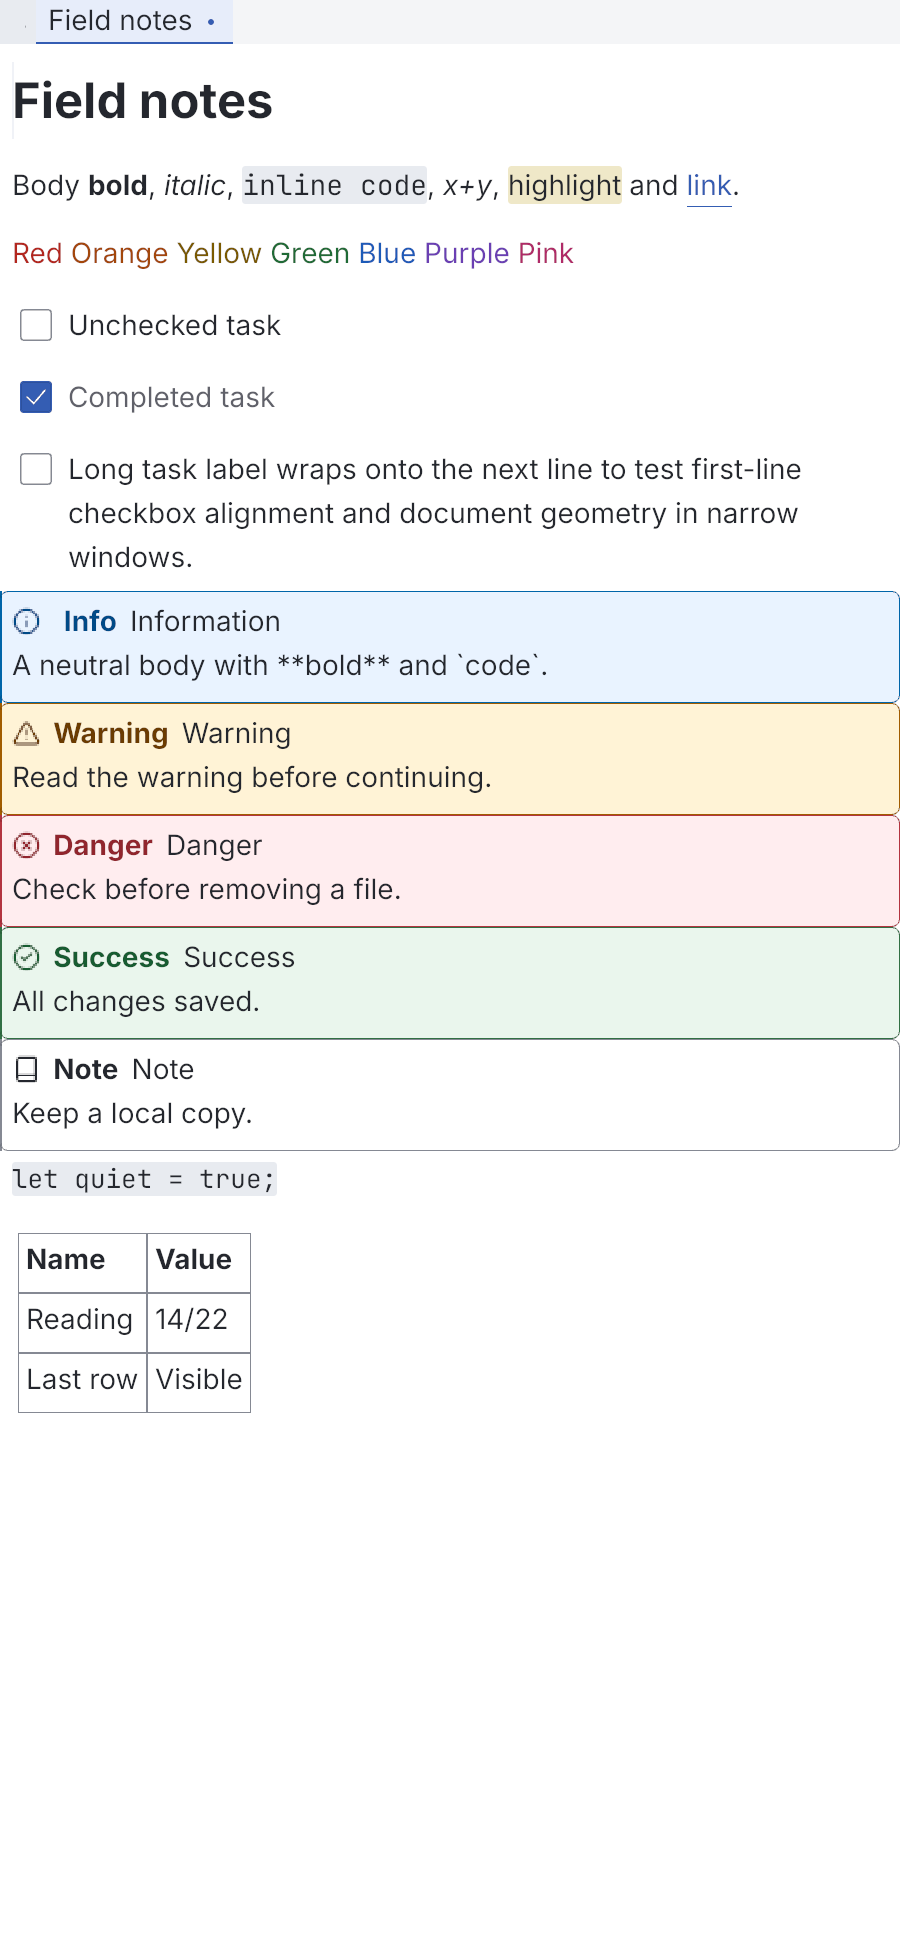 Field notes •
Field notes
Body bold, italic, inline code, x+y, highlight and link.
Red Orange Yellow Green Blue Purple Pink
Unchecked task
Completed task
Long task label wraps onto the next line to test first-line
checkbox alignment and document geometry in narrow
windows.
Info Information
A neutral body with **bold** and `code`.
Warning Warning
Read the warning before continuing.
Danger Danger
Check before removing a file.
Success Success
All changes saved.
Note Note
Keep a local copy.
let quiet = true;
Name Value
Reading 14/22
Last row Visible